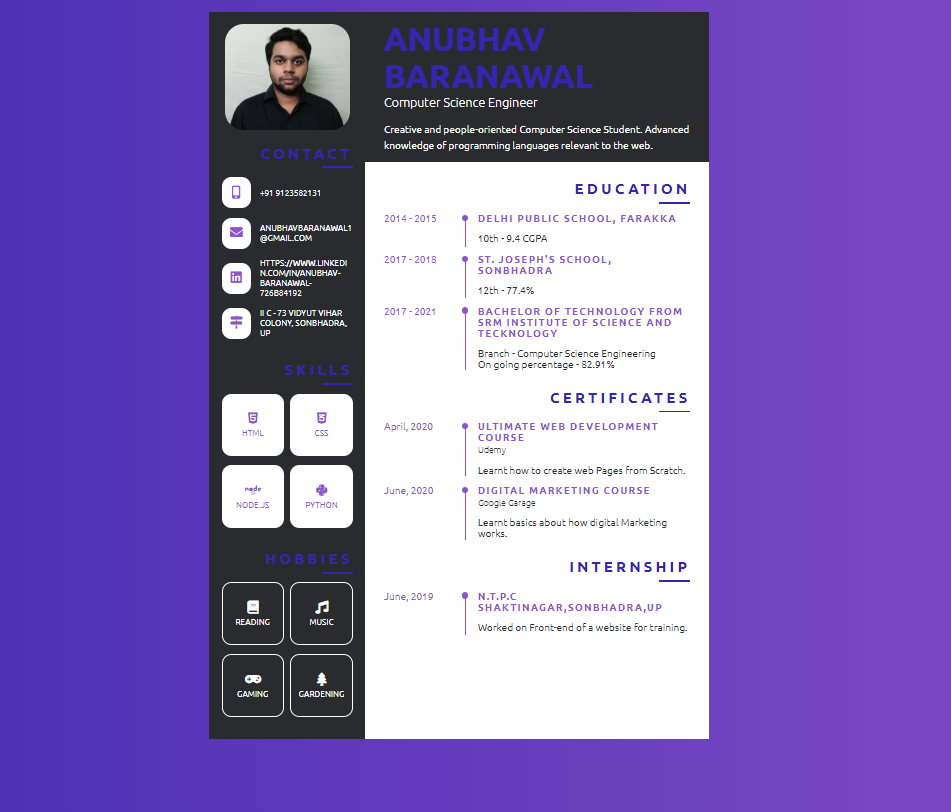 ANUBHAV
BARANAWAL
Computer Science Engineer
Creative and people-oriented Computer Science Student. Advanced
knowledge of programming languages relevant to the web.
CONTACT
+91 9123582131
ANUBHAVBARANAWAL1
@GMAIL.COM
HTTPS://WWW.LINKEDI
N.COM/IN/ANUBHAV-
726B84192
II C - 73 VIDYUT VIHAR
COLONY, SONBHADRA,
UP
SKILLS
HTML
CSS
node
NODE.JS
PYTHON
HOBBIES
READING
MUSIC
GAMING
GARDENING
EDUCATION
2014 - 2015
DELHI PUBLIC SCHOOL, FARAKKA
10th - 9.4 CGPA
2017 - 2018
ST. JOSEPH'S SCHOOL,
SONBHADRA
12th - 77.4%
2017 - 2021
BACHELOR OF TECHNOLOGY FROM
SRM INSTITUTE OF SCIENCE AND
TECKNOLOGY
Branch - Computer Science Engineering
On going percentage - 82.91%
CERTIFICATES
April, 2020
ULTIMATE WEB DEVELOPMENT
COURSE
Udemy
Learnt how to create web Pages from Scratch.
June, 2020
DIGITAL MARKETING COURSE
Google Garage
Learnt basics about how digital Marketing
works.
INTERNSHIP
June, 2019
N.T.P.C
SHAKTINAGAR,SONBHADRA,UP
Worked on Front-end of a website for training.